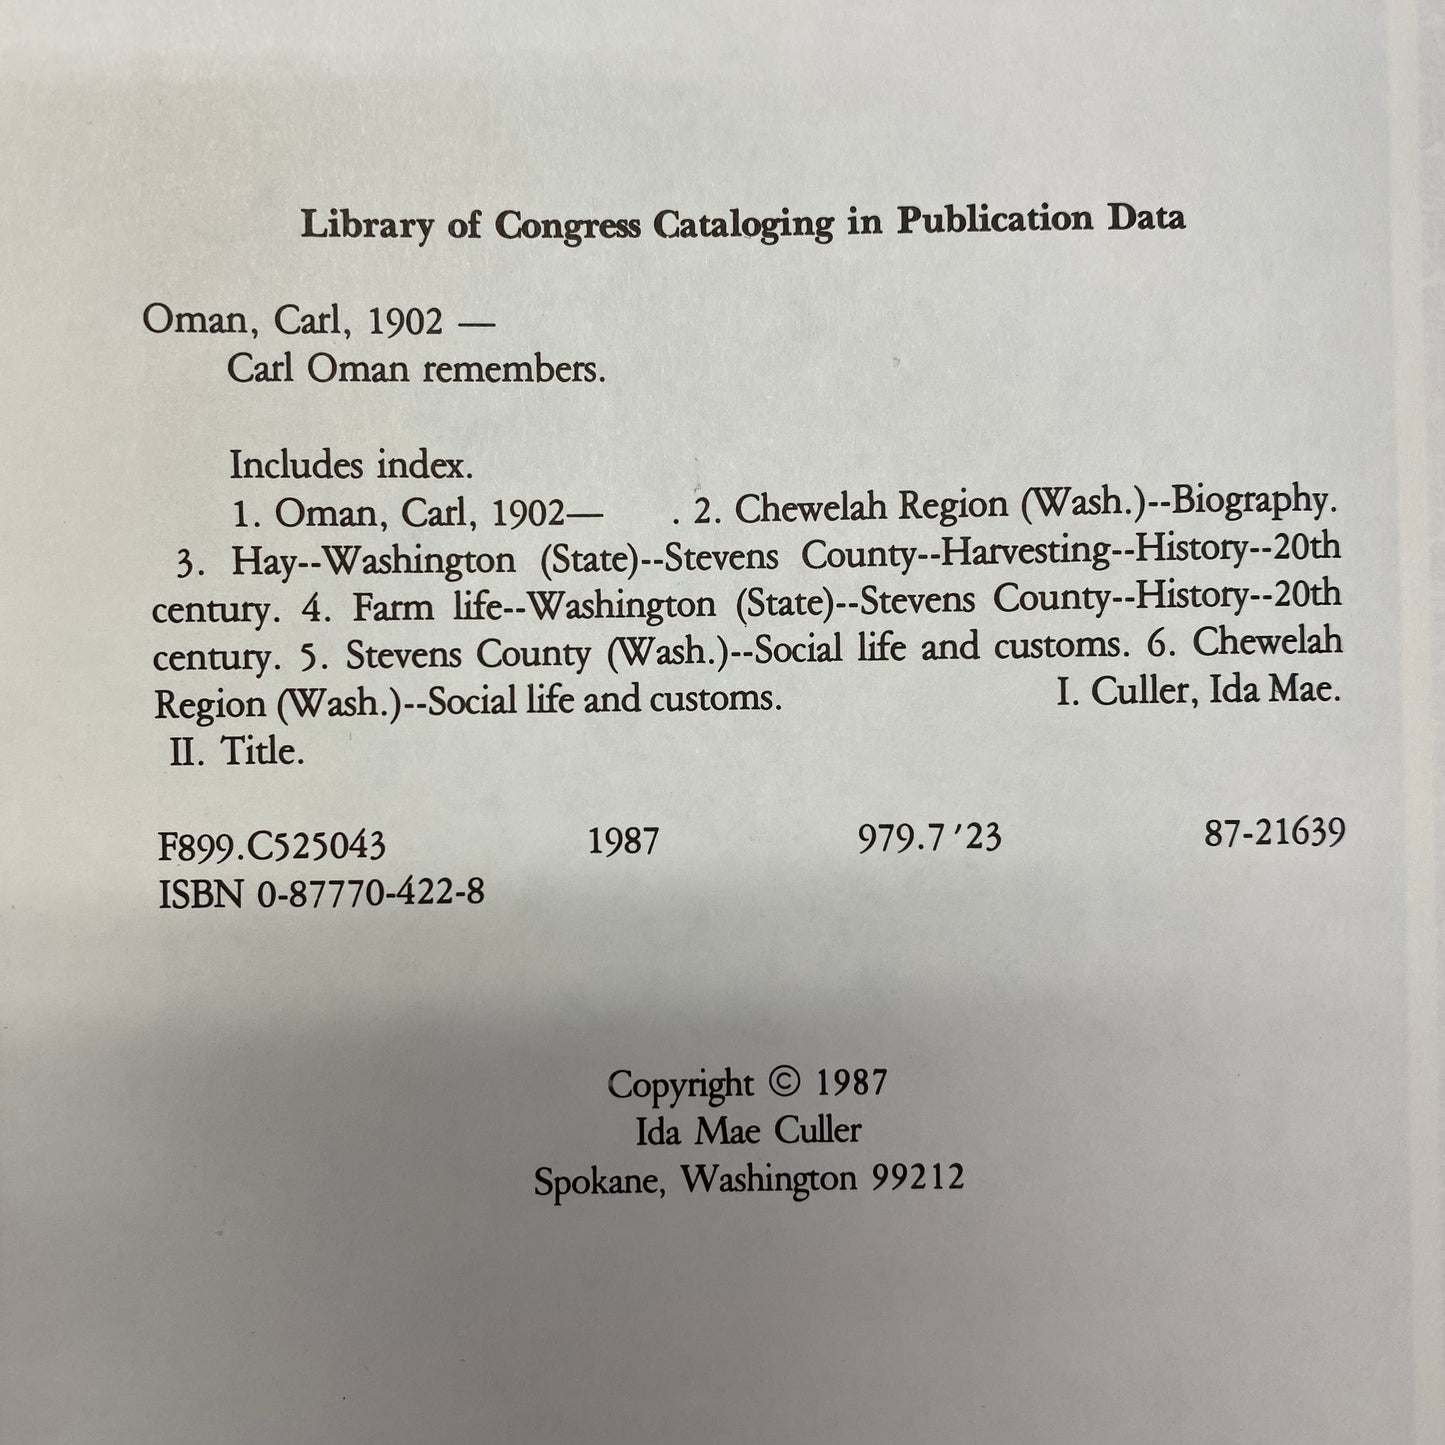 Library of Congress Cataloging in Publication Data
Oman, Carl, 1902 —
Carl Oman remembers.
Includes index.
1. Oman, Carl, 1902— . 2. Chewelah Region (Wash.)--Biography.
3. Hay--Washington (State)--Stevens County--Harvesting--History--20th
century. 4. Farm life--Washington (State)--Stevens County--History--20th
century. 5. Stevens County (Wash.)--Social life and customs. 6. Chewelah
Region (Wash.)--Social life and customs. I. Culler, Ida Mae.
II. Title.
F899.C525043 1987 979.7 '23 87-21639
ISBN 0-87770-422-8
Copyright © 1987
Ida Mae Culler
Spokane, Washington 99212